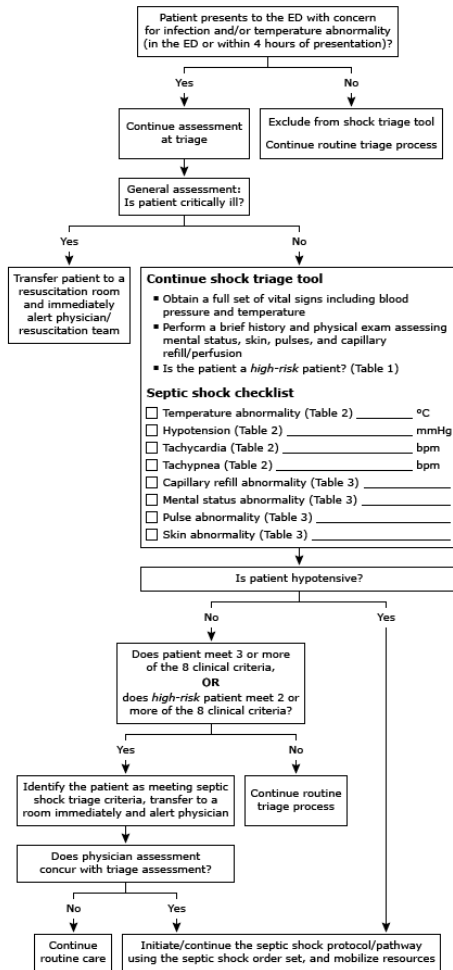 Patient presents to the ED with concern
for infection and/or temperature abnormality
(in the ED or within 4 hours of presentation)?
Yes
No
Continue assessment
at triage
Exclude from shock triage tool
Continue routine triage process
General assessment:
Is patient critically ill?
Yes
No
Transfer patient to a
resuscitation room
and immediately
alert physician/
resuscitation team
Continue shock triage tool
▪ Obtain a full set of vital signs including blood
pressure and temperature
▪ Perform a brief history and physical exam assessing
mental status, skin, pulses, and capillary
refill/perfusion
▪ Is the patient a high-risk patient? (Table 1)
Septic shock checklist
☐ Temperature abnormality (Table 2) ________ °C
☐ Hypotension (Table 2) ________ mmHg
☐ Tachycardia (Table 2) ________ bpm
☐ Tachypnea (Table 2) ________ bpm
☐ Capillary refill abnormality (Table 3) ________
☐ Mental status abnormality (Table 3) ________
☐ Pulse abnormality (Table 3) ________
☐ Skin abnormality (Table 3) ________
Is patient hypotensive?
No
Yes
Does patient meet 3 or more
of the 8 clinical criteria,
OR
does high-risk patient meet 2 or
more of the 8 clinical criteria?
Yes
No
Identify the patient as meeting septic
shock triage criteria, transfer to a
room immediately and alert physician
Continue routine
triage process
Does physician assessment
concur with triage assessment?
No
Yes
Continue
routine care
Initiate/continue the septic shock protocol/pathway
using the septic shock order set, and mobilize resources